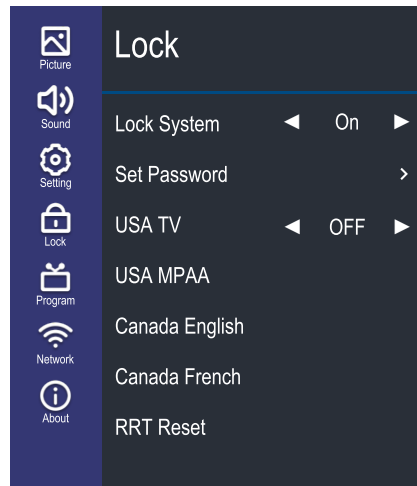 Picture
Sound
Setting
Lock
Program
Network
About
Lock
Lock System ◀ On ▶
Set Password >
USA TV ◀ OFF ▶
USA MPAA
Canada English
Canada French
RRT Reset